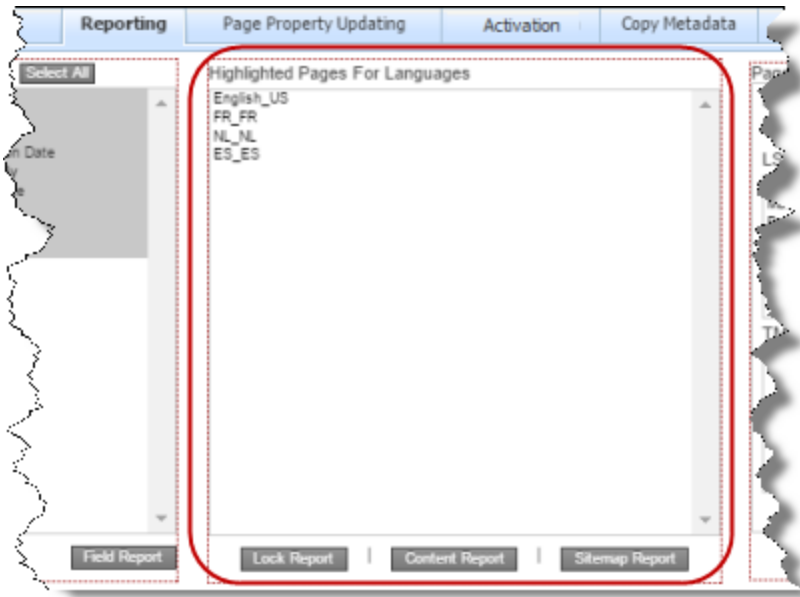 Reporting
Page Property Updating
Activation
Copy Metadata
Select All
Date
Highlighted Pages For Languages
English_US
FR_FR
NL_NL
ES_ES
Field Report
Lock Report | Content Report | Sitemap Report